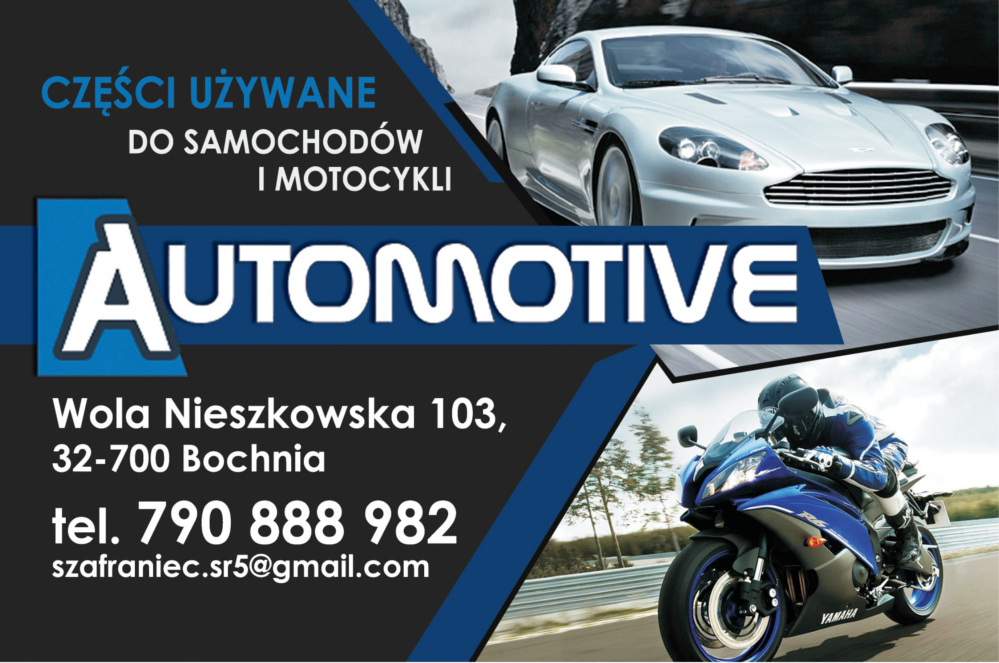 CZĘŚCI UŻYWANE
DO SAMOCHODÓW
I MOTOCYKLI
AUTOMOTIVE
Wola Nieszkowska 103,
32-700 Bochnia
tel. 790 888 982
szafraniec.sr5@gmail.com
R6
YAMAHA